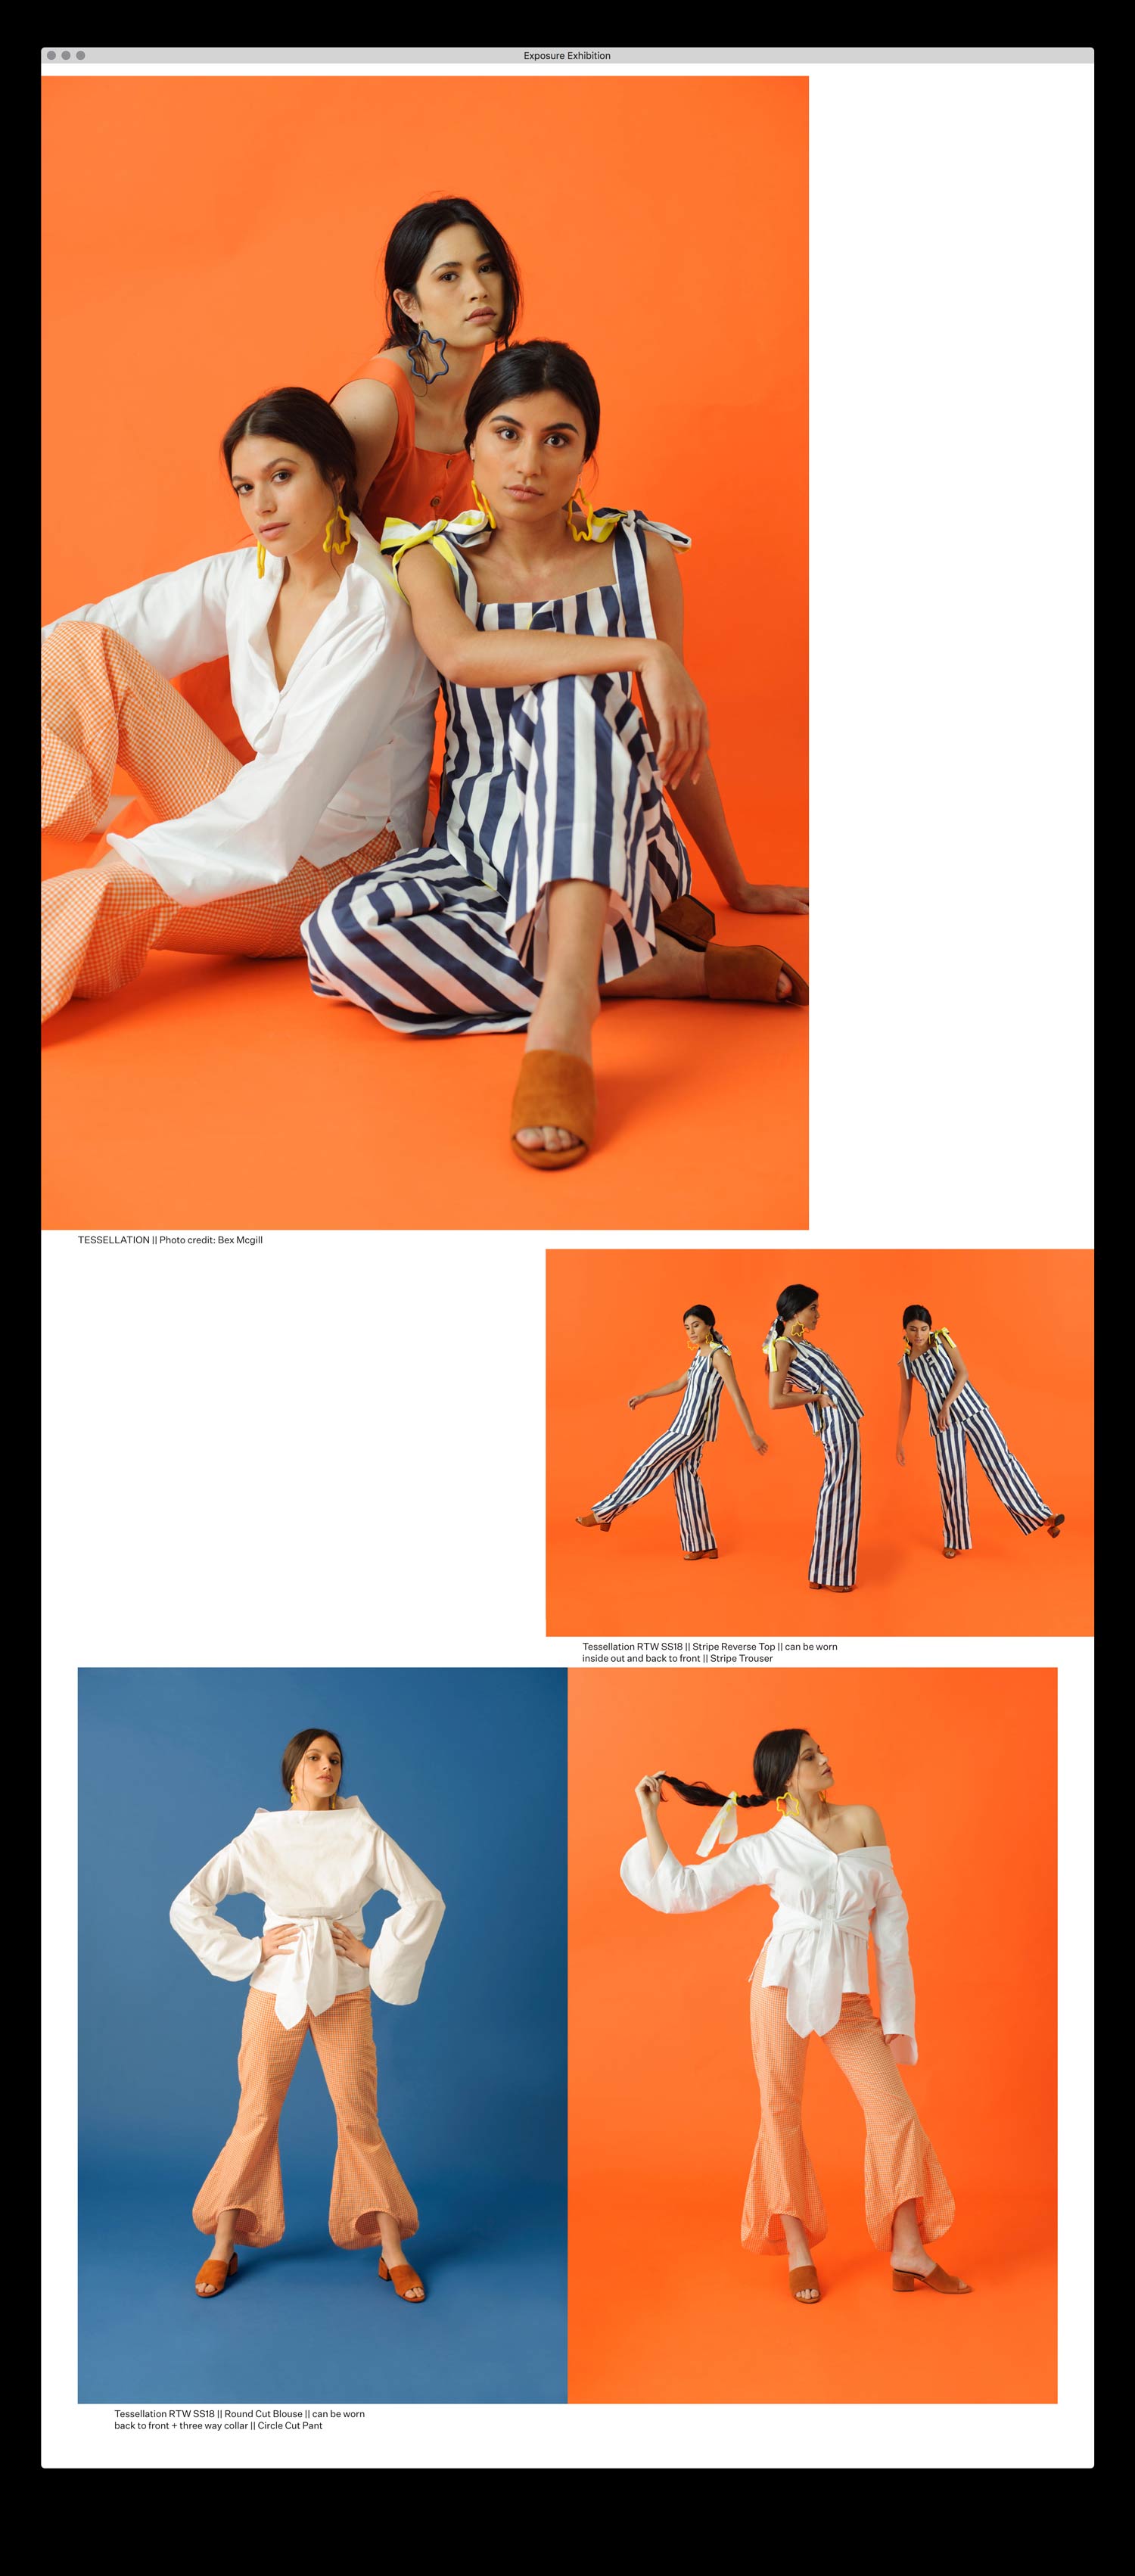 Exposure Exhibition
TESSELLATION || Photo credit: Bex Mcgill
Tessellation RTW SS18 || Stripe Reverse Top || can be worn
inside out and back to front || Stripe Trouser
Tessellation RTW SS18 || Round Cut Blouse || can be worn
back to front + three way collar || Circle Cut Pant